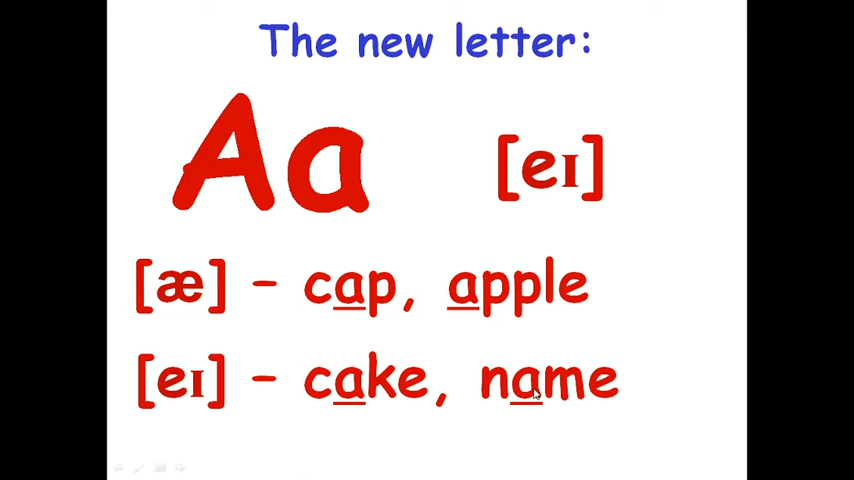 The new letter:
Aa [eɪ]
[æ] – cap, apple
[eɪ] – cake, name